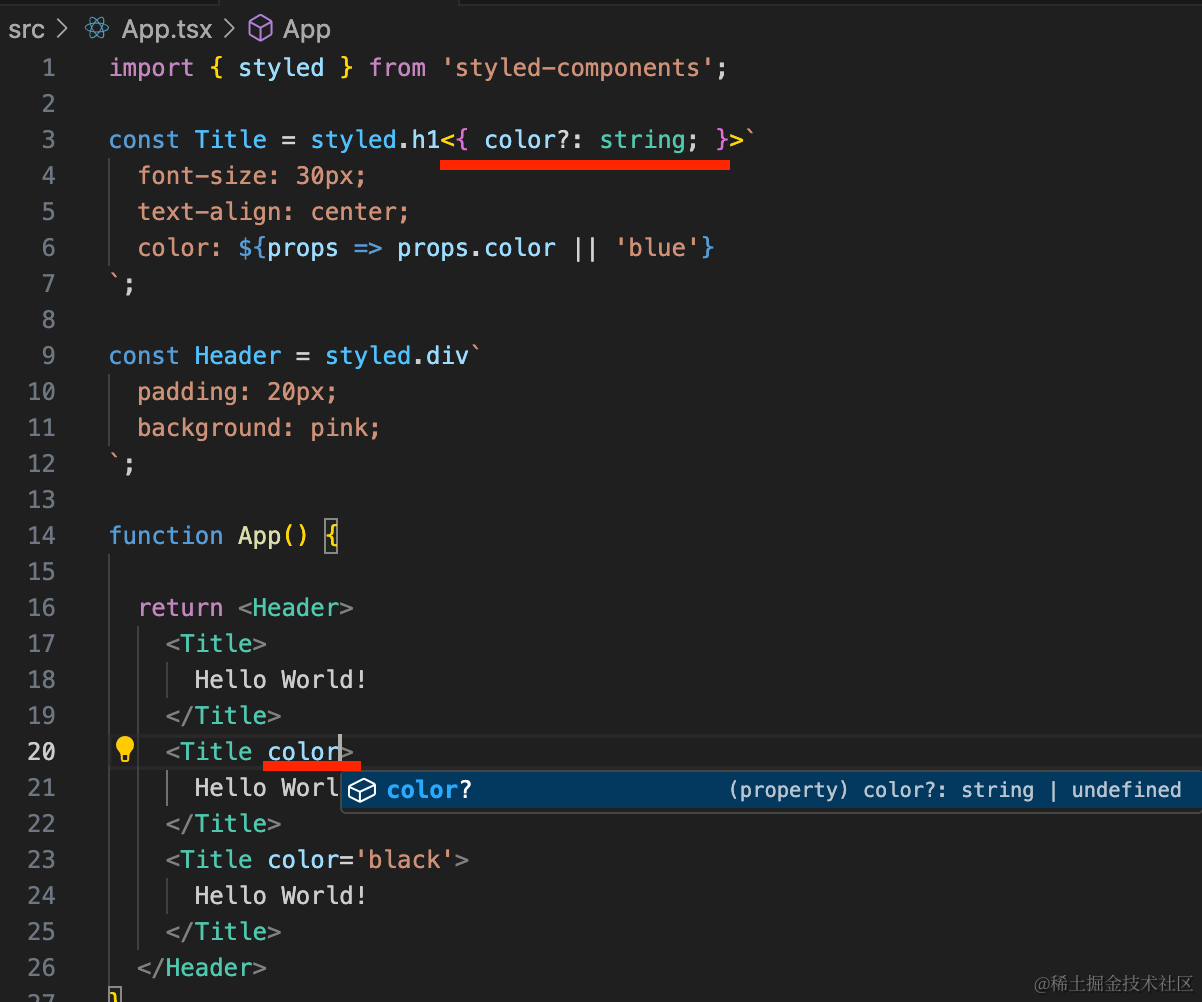 src > App.tsx > App
1 import { styled } from 'styled-components';
2
3 const Title = styled.h1<{ color?: string; }>`
4   font-size: 30px;
5   text-align: center;
6   color: ${props => props.color || 'blue'}
7 `;
8
9 const Header = styled.div`
10   padding: 20px;
11   background: pink;
12 `;
13
14 function App() {
15
16   return <Header>
17     <Title>
18       Hello World!
19     </Title>
20     <Title color>
21       Hello Worl
color? (property) color?: string | undefined
22     </Title>
23     <Title color='black'>
24       Hello World!
25     </Title>
26   </Header>
27 }
@稀土掘金技术社区